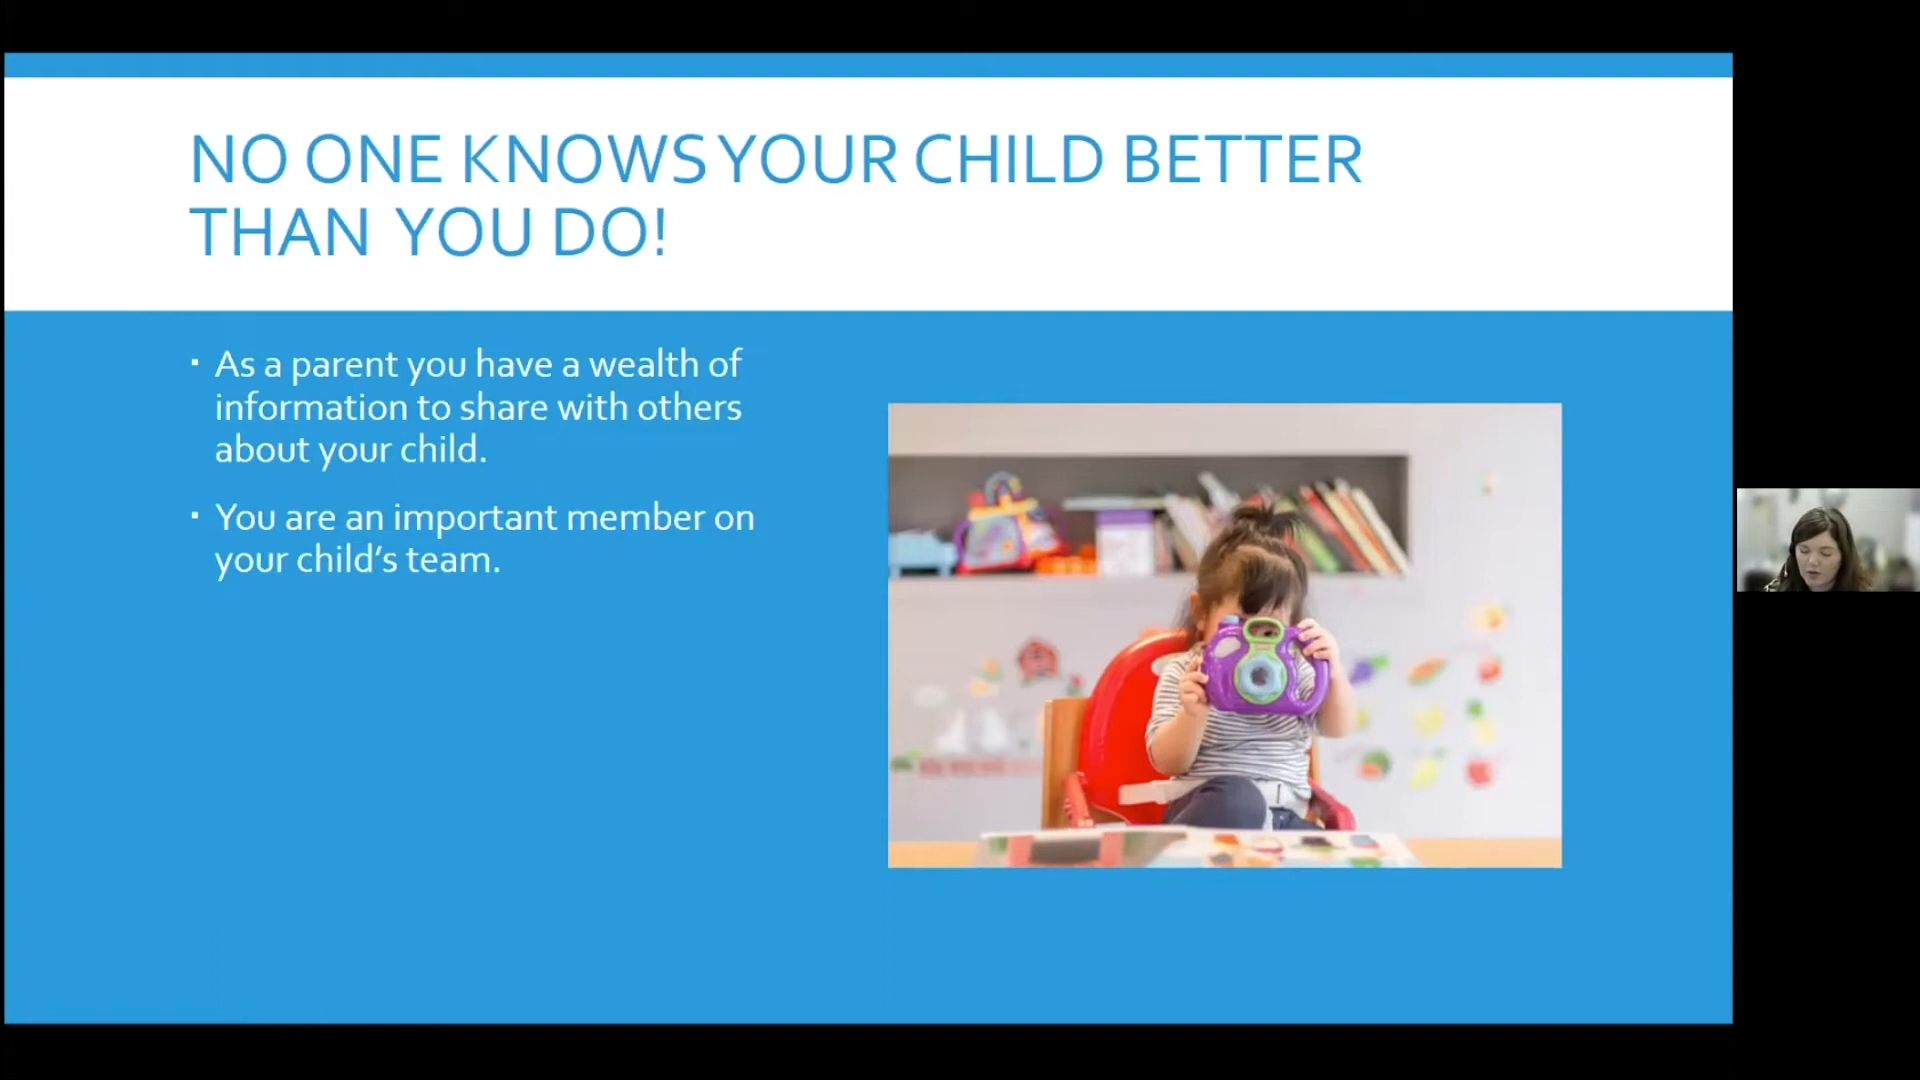 NO ONE KNOWS YOUR CHILD BETTER
THAN YOU DO!
▪ As a parent you have a wealth of
information to share with others
about your child.
▪ You are an important member on
your child’s team.